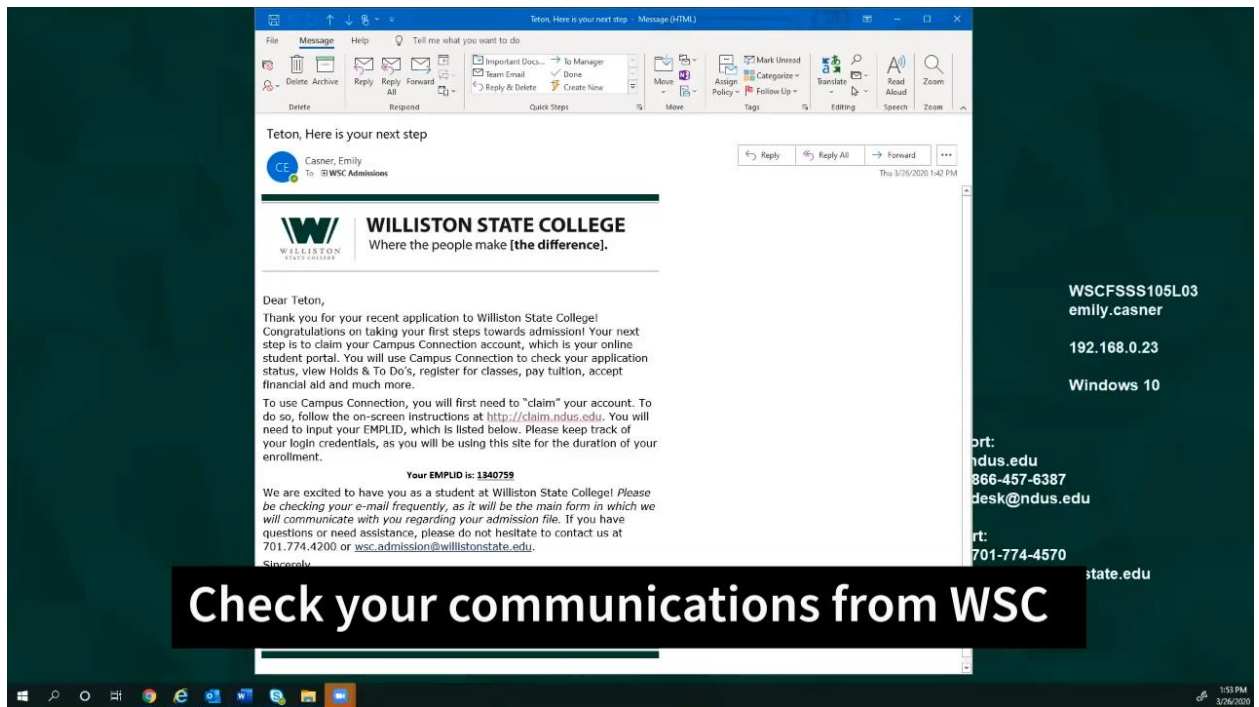 Teton, Here is your next step - Message (HTML)
File Message Help Tell me what you want to do
Important Docs... To Manager
Team Email Done
Reply & Delete Create New
Delete Archive Reply Reply All Forward
Move Assign Policy Mark Unread
Categorize
Follow Up
Translate Read Aloud Zoom
Delete Respond Quick Steps Move Tags Editing Speech Zoom
Teton, Here is your next step
CE
Casner, Emily
To WSC Admissions
Reply Reply All Forward ...
Thu 3/26/2020 1:42 PM
W
WILLISTON
STATE COLLEGE
WILLISTON STATE COLLEGE
Where the people make [the difference].
Dear Teton,
Thank you for your recent application to Williston State College!
Congratulations on taking your first steps towards admission! Your next
step is to claim your Campus Connection account, which is your online
student portal. You will use Campus Connection to check your application
status, view Holds & To Do's, register for classes, pay tuition, accept
financial aid and much more.
To use Campus Connection, you will first need to "claim" your account. To
do so, follow the on-screen instructions at http://claim.ndus.edu. You will
need to input your EMPLID, which is listed below. Please keep track of
your login credentials, as you will be using this site for the duration of your
enrollment.
Your EMPLID is: 1340759
We are excited to have you as a student at Williston State College! Please
be checking your e-mail frequently, as it will be the main form in which we
will communicate with you regarding your admission file. If you have
questions or need assistance, please do not hesitate to contact us at
701.774.4200 or wsc.admission@willistonstate.edu.
Sincerely
WSCFSSS105L03
emily.casner
192.168.0.23
Windows 10
ort:
ndus.edu
866-457-6387
desk@ndus.edu
rt:
701-774-4570
state.edu
Check your communications from WSC
1:53 PM
3/26/2020